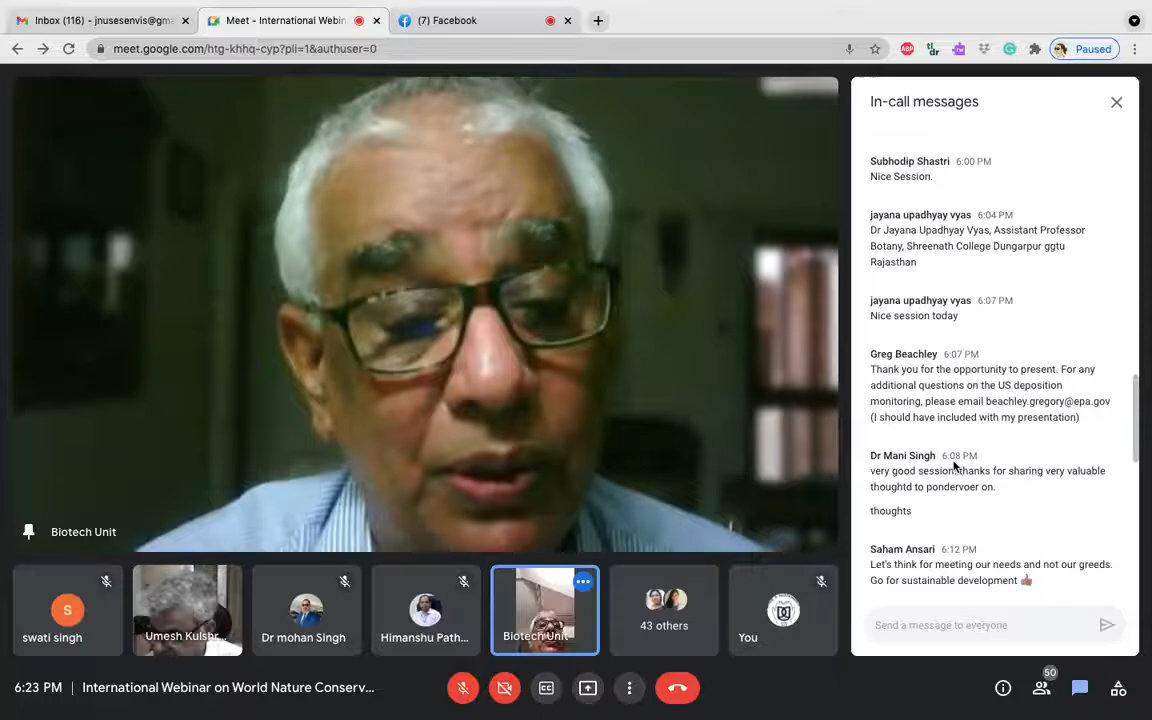 Inbox (116) - jnusesenvis@gma
Meet - International Webin
(7) Facebook
meet.google.com/htg-khhq-cyp?pli=1&authuser=0
ABP
tl;dr
Paused
In-call messages
Subhodip Shastri 6:00 PM
Nice Session.
jayana upadhyay vyas 6:04 PM
Dr Jayana Upadhyay Vyas, Assistant Professor
Botany, Shreenath College Dungarpur ggtu
Rajasthan
jayana upadhyay vyas 6:07 PM
Nice session today
Greg Beachley 6:07 PM
Thank you for the opportunity to present. For any
additional questions on the US deposition
monitoring, please email beachley.gregory@epa.gov
(I should have included with my presentation)
Dr Mani Singh 6:08 PM
very good session.thanks for sharing very valuable
thoughtd to pondervoer on.
thoughts
Saham Ansari 6:12 PM
Let's think for meeting our needs and not our greeds.
Go for sustainable development
Send a message to everyone
Biotech Unit
S
swati singh
Umesh Kulshr...
Dr mohan Singh
Himanshu Path...
Biotech Unit
43 others
You
6:23 PM | International Webinar on World Nature Conserv...
CC
50